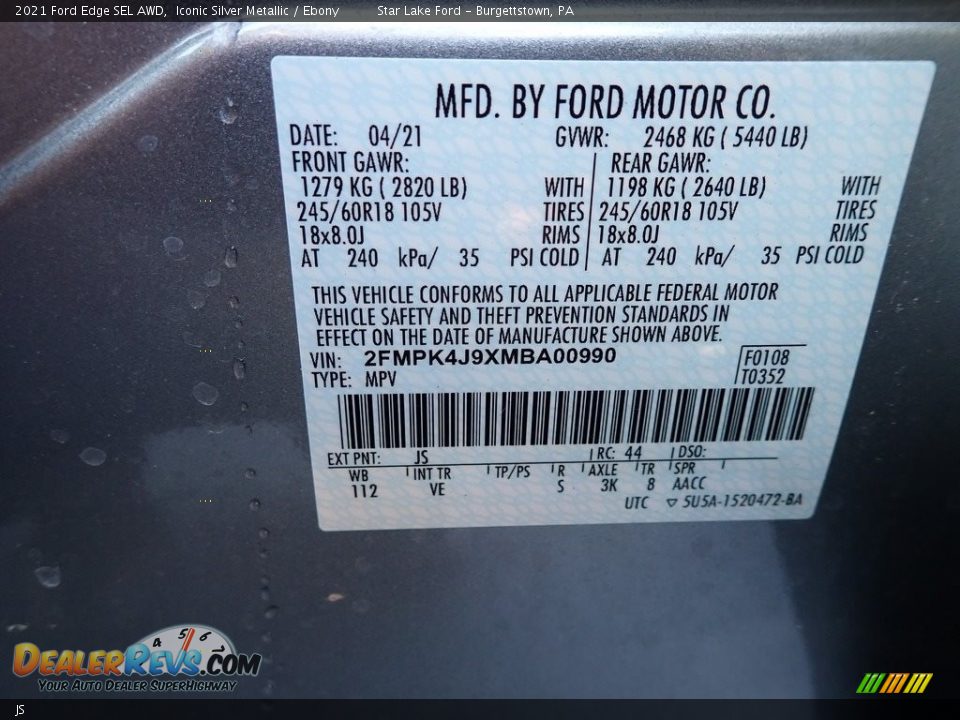 2021 Ford Edge SEL AWD, Iconic Silver Metallic / Ebony Star Lake Ford - Burgettstown, PA
MFD. BY FORD MOTOR CO.
DATE: 04/21 GVWR: 2468 KG ( 5440 LB)
FRONT GAWR: REAR GAWR:
1279 KG ( 2820 LB) WITH 1198 KG ( 2640 LB) WITH
245/60R18 105V TIRES 245/60R18 105V TIRES
18x8.0J RIMS 18x8.0J RIMS
AT 240 kPa/ 35 PSI COLD AT 240 kPa/ 35 PSI COLD
THIS VEHICLE CONFORMS TO ALL APPLICABLE FEDERAL MOTOR
VEHICLE SAFETY AND THEFT PREVENTION STANDARDS IN
EFFECT ON THE DATE OF MANUFACTURE SHOWN ABOVE.
VIN: 2FMPK4J9XMBA00990 F0108
TYPE: MPV T0352
EXT PNT: JS RC: 44 DSO:
WB INT TR TP/PS R AXLE TR SPR
112 VE S 3K 8 AACC
UTC ▽ 5U5A-1520472-BA
4 5 6
DEALERREVS.COM
YOUR AUTO DEALER SUPERHIGHWAY
JS